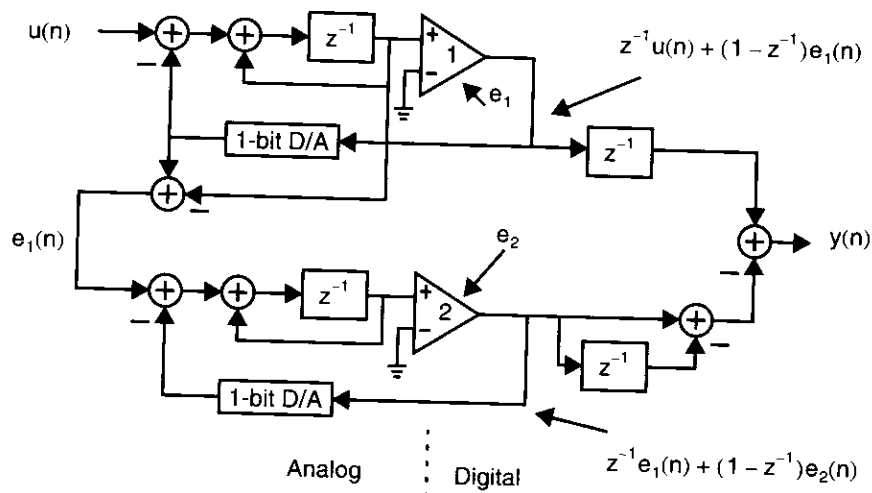 u(n)
z⁻¹
1
e₁
z⁻¹u(n) + (1 – z⁻¹)e₁(n)
1-bit D/A
z⁻¹
e₁(n)
y(n)
e₂
z⁻¹
2
z⁻¹
1-bit D/A
z⁻¹e₁(n) + (1 – z⁻¹)e₂(n)
Analog
Digital